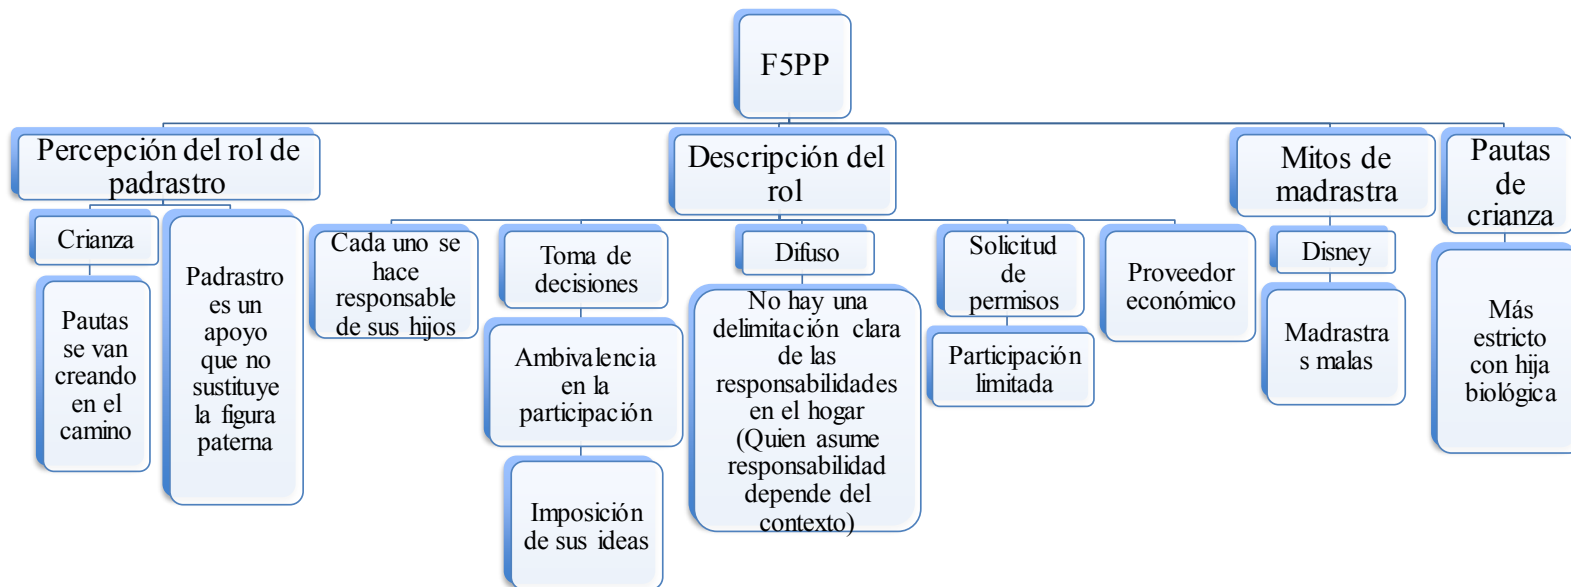 F5PP
Percepción del rol de
padrastro
Descripción del
rol
Mitos de
madrastra
Pautas
de
crianza
Crianza
Pautas
se van
creando
en el
camino
Padrastro
es un
apoyo
que no
sustituye
la figura
paterna
Cada uno se
hace
responsable
de sus hijos
Toma de
decisiones
Ambivalencia
en la
participación
Imposición
de sus ideas
Difuso
No hay una
delimitación clara
de las
responsabilidades
en el hogar
(Quien asume
responsabilidad
depende del
contexto)
Solicitud
de
permisos
Participación
limitada
Proveedor
económico
Disney
Madrastra
s malas
Más
estricto
con hija
biológica